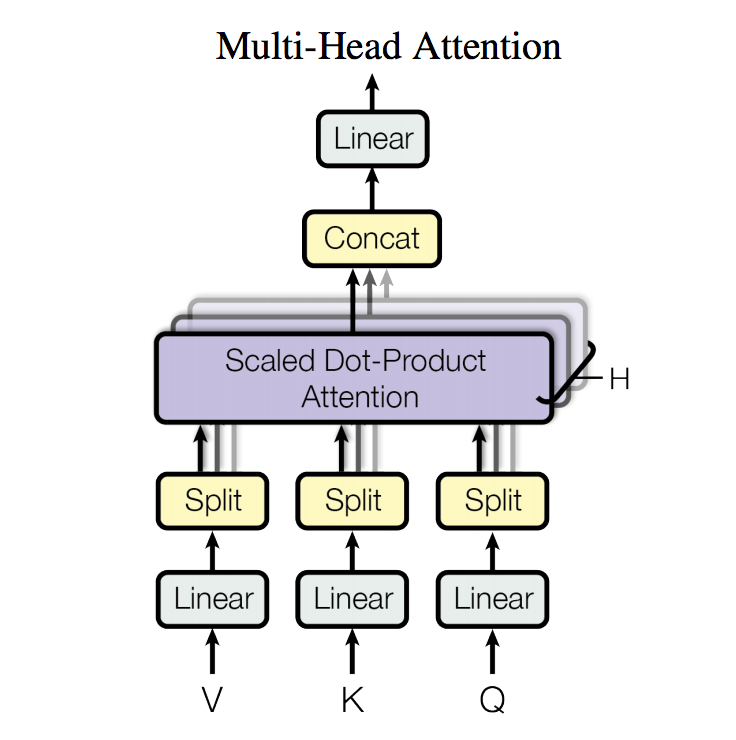 Multi-Head Attention
Linear
Concat
Scaled Dot-Product
Attention
H
Split Split Split
Linear Linear Linear
V K Q